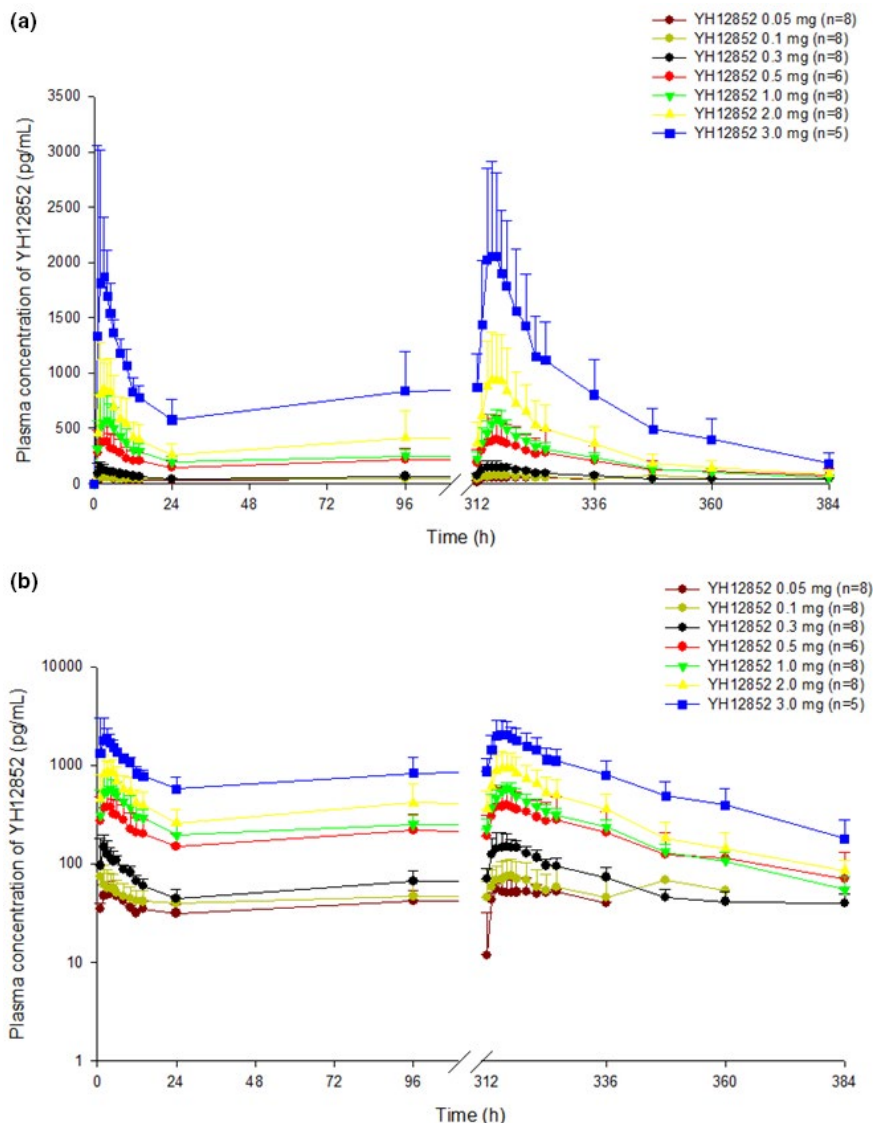 (a)
YH12852 0.05 mg (n=8)
YH12852 0.1 mg (n=8)
YH12852 0.3 mg (n=8)
YH12852 0.5 mg (n=6)
YH12852 1.0 mg (n=8)
YH12852 2.0 mg (n=8)
YH12852 3.0 mg (n=5)
Plasma concentration of YH12852 (pg/mL)
3500
3000
2500
2000
1500
1000
500
0
0 24 48 72 96 312 336 360 384
Time (h)
(b)
YH12852 0.05 mg (n=8)
YH12852 0.1 mg (n=8)
YH12852 0.3 mg (n=8)
YH12852 0.5 mg (n=6)
YH12852 1.0 mg (n=8)
YH12852 2.0 mg (n=8)
YH12852 3.0 mg (n=5)
Plasma concentration of YH12852 (pg/mL)
10000
1000
100
10
1
0 24 48 72 96 312 336 360 384
Time (h)